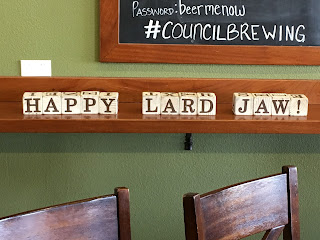 PASSWORD: beermenow
#COUNCILBREWING
HAPPY LARD JAW!